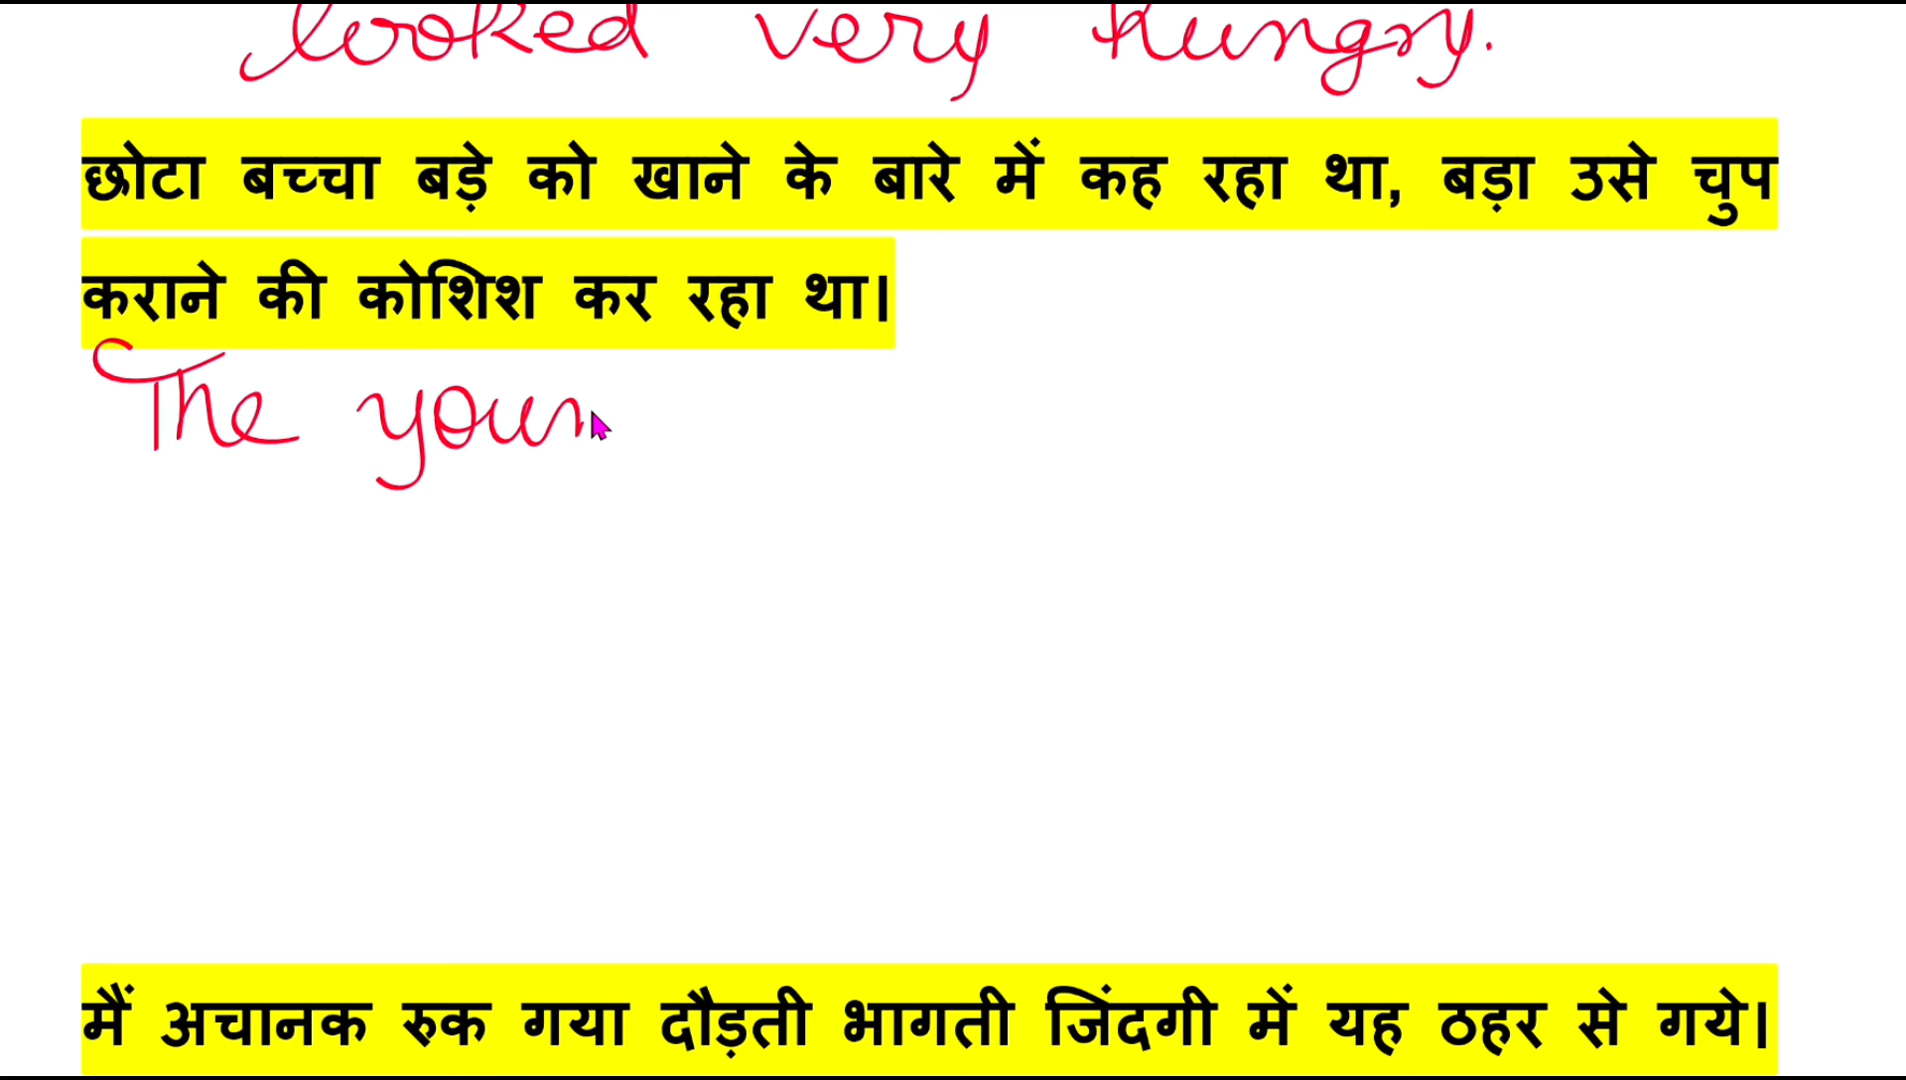 looked very hungry.
छोटा बच्चा बड़े को खाने के बारे में कह रहा था, बड़ा उसे चुप
कराने की कोशिश कर रहा था।
The youn
मैं अचानक रुक गया दौड़ती भागती जिंदगी में यह ठहर से गये।